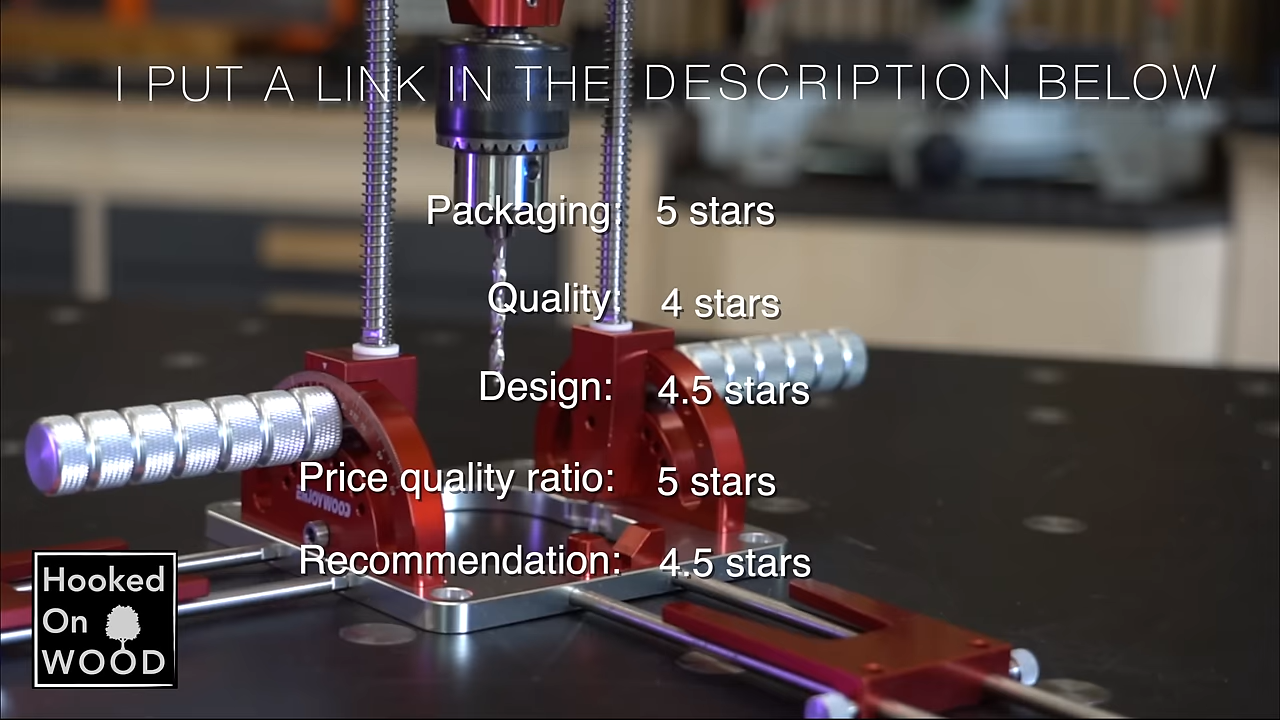 I PUT A LINK IN THE DESCRIPTION BELOW
Packaging: 5 stars
Quality: 4 stars
Design: 4.5 stars
Price quality ratio: 5 stars
ENJOYWOOD
Recommendation: 4.5 stars
Hooked
On
WOOD